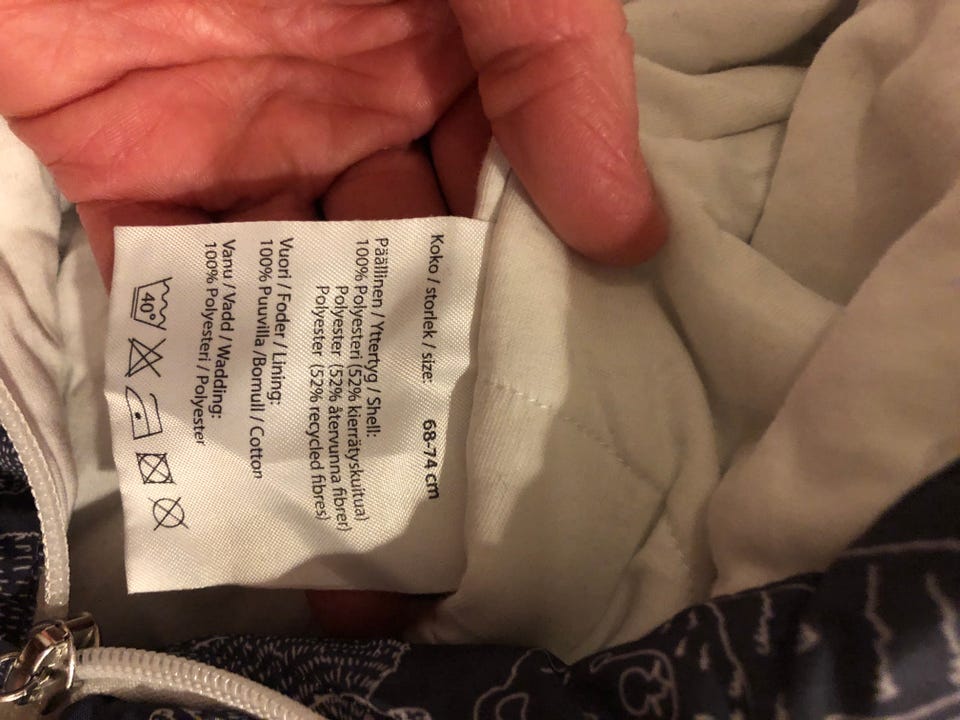 Koko / storlek / size: 68-74 cm
Päällinen / Yttertyg / Shell:
100% Polyesteri (52% kierrätyskuitua)
Polyester (52% återvunna fibrer)
Polyester (52% recycled fibres)
Vuori / Foder / Lining:
100% Puuvilla /Bomull / Cotton
Vanu / Vadd / Wadding:
100% Polyesteri / Polyester
40°